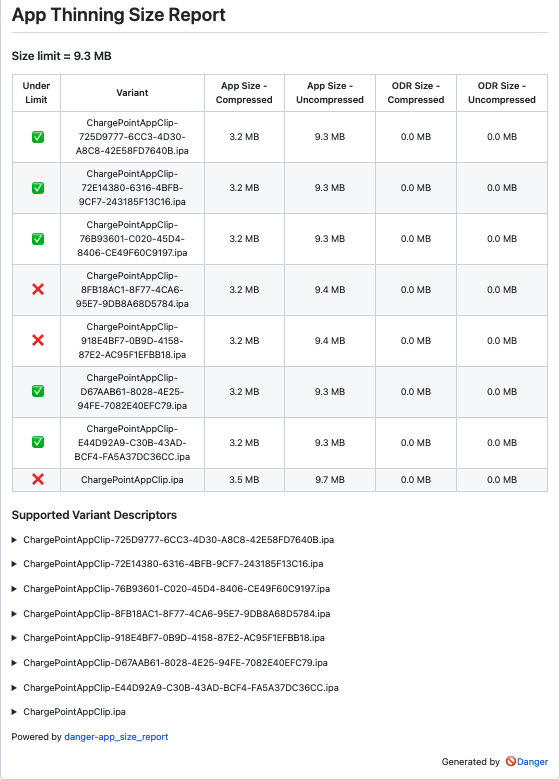 App Thinning Size Report
Size limit = 9.3 MB
Under Limit Variant App Size - Compressed App Size - Uncompressed ODR Size - Compressed ODR Size - Uncompressed
✅ ChargePointAppClip-725D9777-6CC3-4D30-A8C8-42E58FD7640B.ipa 3.2 MB 9.3 MB 0.0 MB 0.0 MB
✅ ChargePointAppClip-72E14380-6316-4BFB-9CF7-243185F13C16.ipa 3.2 MB 9.3 MB 0.0 MB 0.0 MB
✅ ChargePointAppClip-76B93601-C020-45D4-8406-CE49F60C9197.ipa 3.2 MB 9.3 MB 0.0 MB 0.0 MB
❌ ChargePointAppClip-8FB18AC1-8F77-4CA6-95E7-9DB8A68D5784.ipa 3.2 MB 9.4 MB 0.0 MB 0.0 MB
❌ ChargePointAppClip-918E4BF7-0B9D-4158-87E2-AC95F1EFBB18.ipa 3.2 MB 9.4 MB 0.0 MB 0.0 MB
✅ ChargePointAppClip-D67AAB61-8028-4E25-94FE-7082E40EFC79.ipa 3.2 MB 9.3 MB 0.0 MB 0.0 MB
✅ ChargePointAppClip-E44D92A9-C30B-43AD-BCF4-FA5A37DC36CC.ipa 3.2 MB 9.3 MB 0.0 MB 0.0 MB
❌ ChargePointAppClip.ipa 3.5 MB 9.7 MB 0.0 MB 0.0 MB
Supported Variant Descriptors
ChargePointAppClip-725D9777-6CC3-4D30-A8C8-42E58FD7640B.ipa
ChargePointAppClip-72E14380-6316-4BFB-9CF7-243185F13C16.ipa
ChargePointAppClip-76B93601-C020-45D4-8406-CE49F60C9197.ipa
ChargePointAppClip-8FB18AC1-8F77-4CA6-95E7-9DB8A68D5784.ipa
ChargePointAppClip-918E4BF7-0B9D-4158-87E2-AC95F1EFBB18.ipa
ChargePointAppClip-D67AAB61-8028-4E25-94FE-7082E40EFC79.ipa
ChargePointAppClip-E44D92A9-C30B-43AD-BCF4-FA5A37DC36CC.ipa
ChargePointAppClip.ipa
Powered by danger-app_size_report
Generated by 🚫Danger